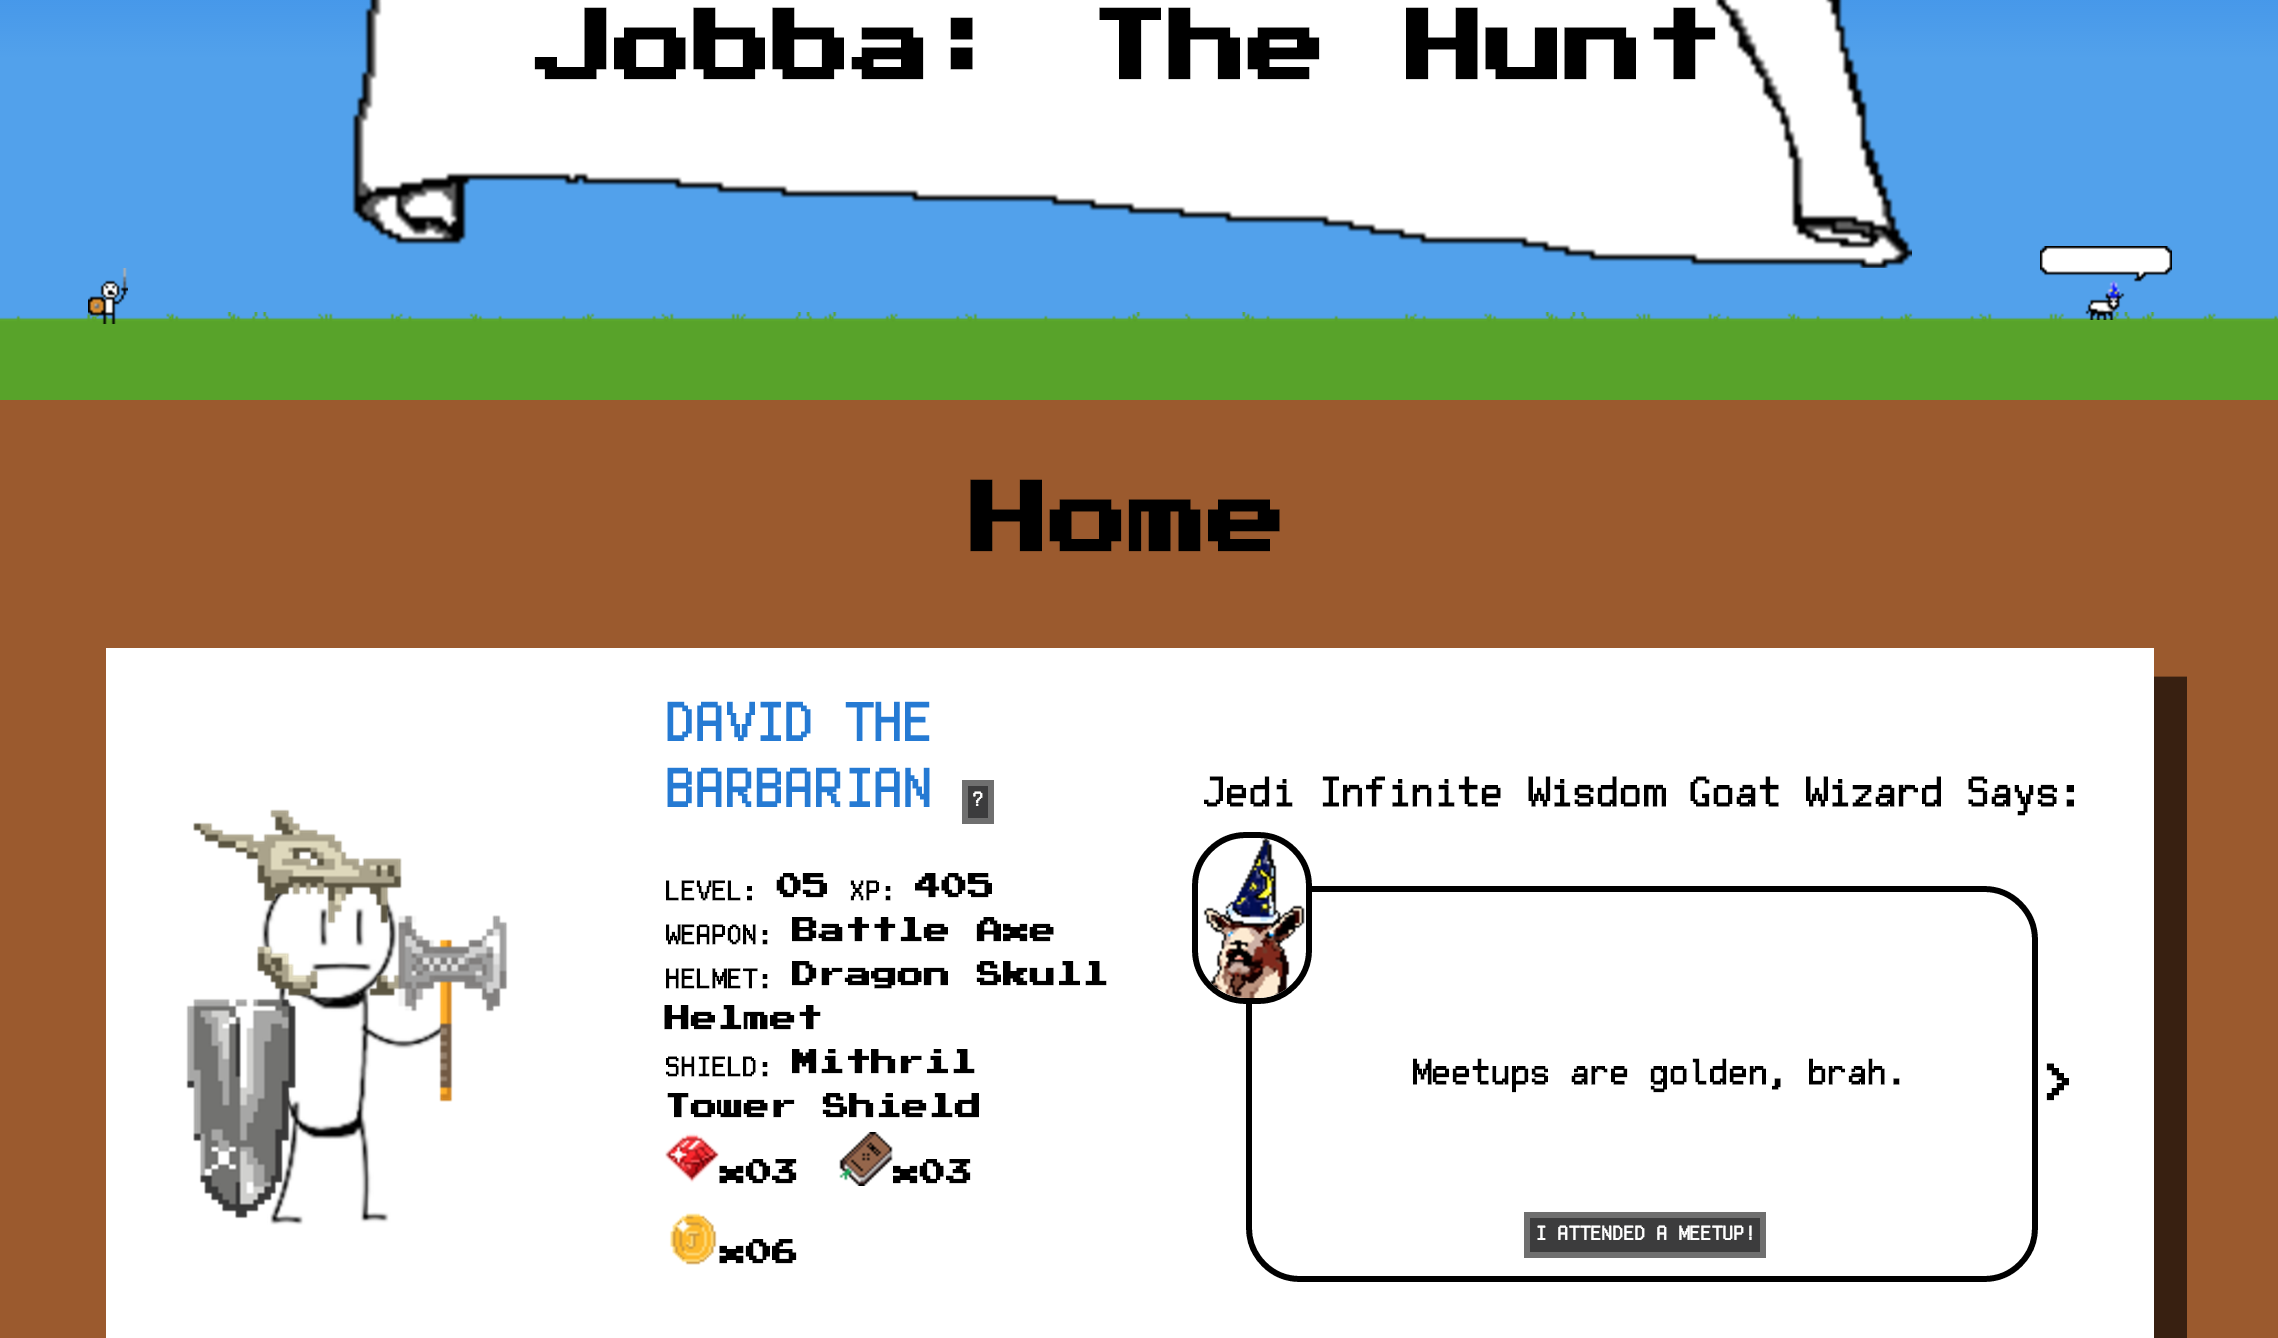 Jobba: The Hunt
Home
DAVID THE
BARBARIAN ?
LEVEL: 05 XP: 405
WEAPON: Battle Axe
HELMET: Dragon Skull
Helmet
SHIELD: Mithril
Tower Shield
x03 x03
x06
Jedi Infinite Wisdom Goat Wizard Says:
Meetups are golden, brah.
>
I ATTENDED A MEETUP!